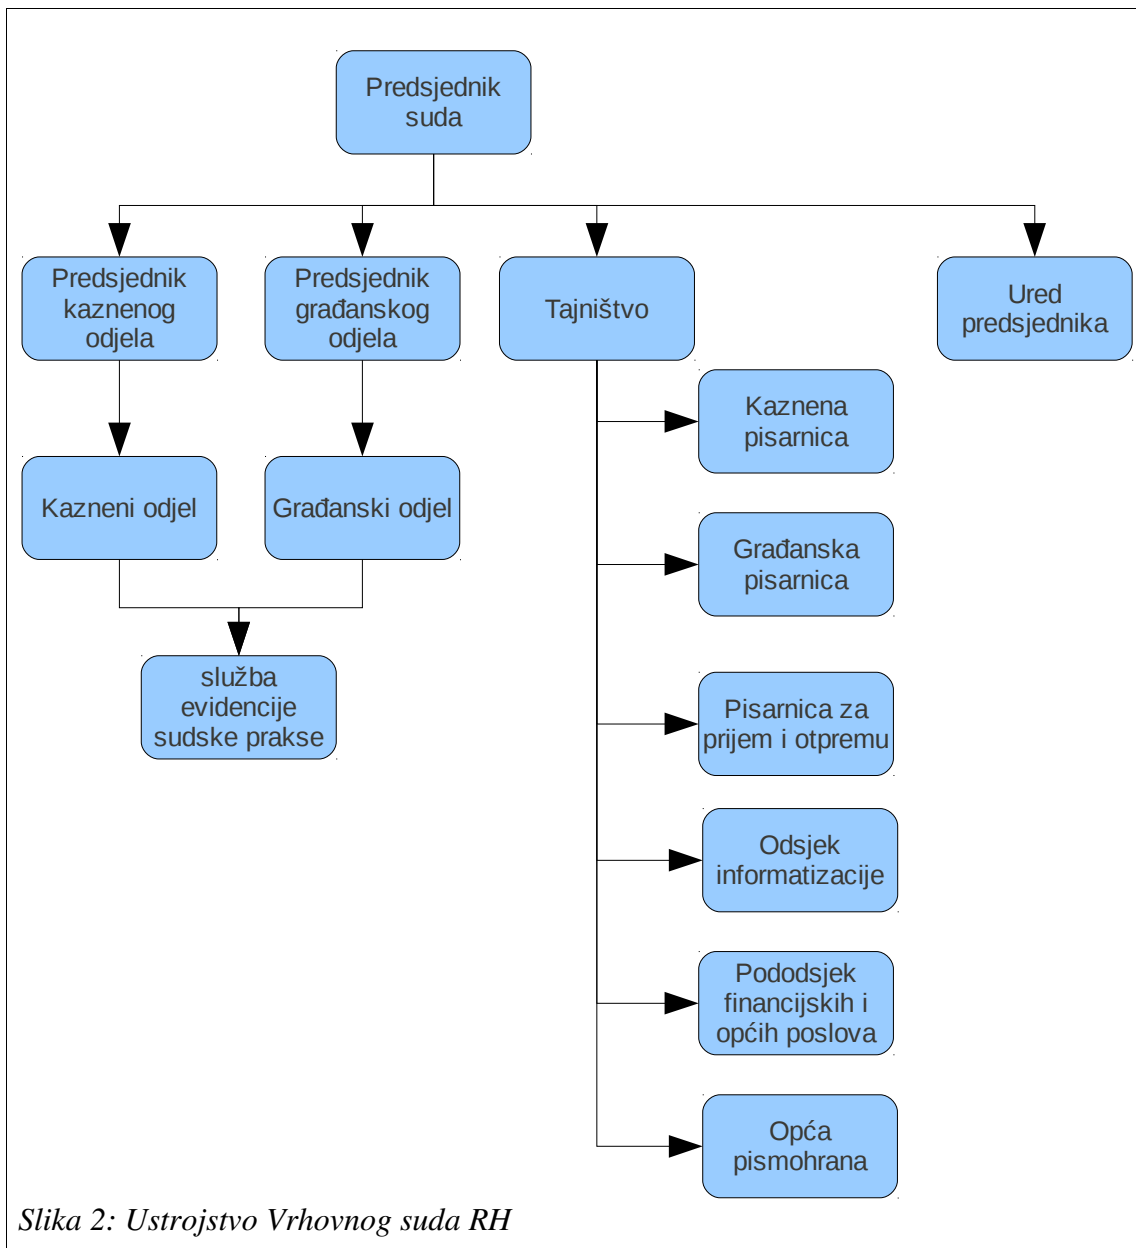 Predsjednik
suda
Predsjednik
kaznenog
odjela
Predsjednik
građanskog
odjela
Tajništvo
Ured
predsjednika
Kaznena
pisarnica
Kazneni odjel
Građanski odjel
Građanska
pisarnica
služba
evidencije
sudske prakse
Pisarnica za
prijem i otpremu
Odsjek
informatizacije
Pododsjek
financijskih i
općih poslova
Opća
pismohrana
Slika 2: Ustrojstvo Vrhovnog suda RH